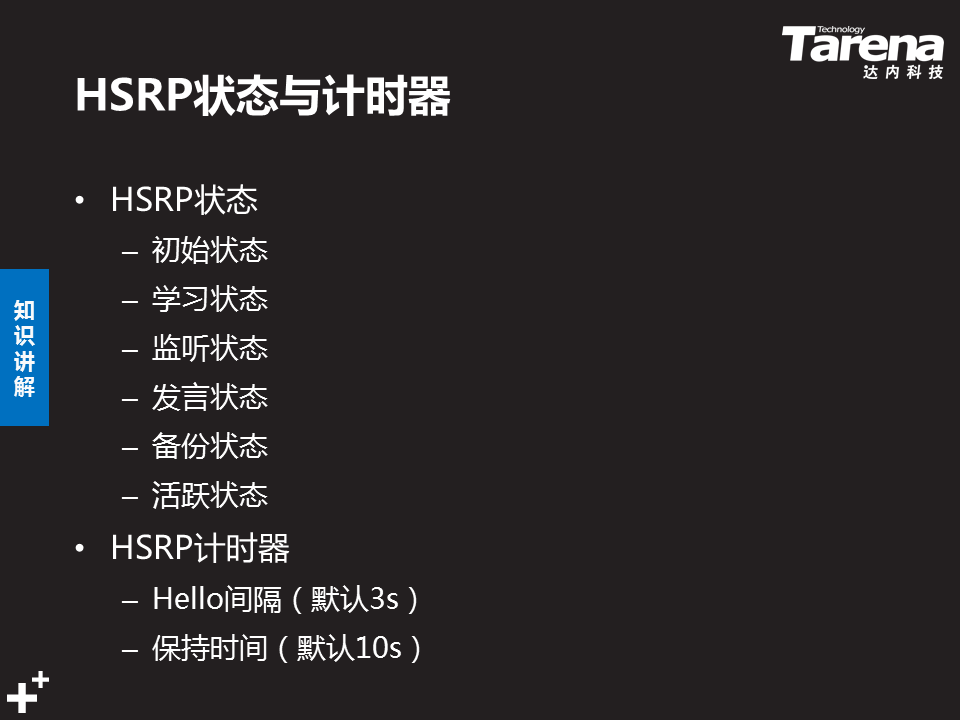 Technology
Tarena
达内科技
HSRP状态与计时器
• HSRP状态
– 初始状态
– 学习状态
– 监听状态
– 发言状态
– 备份状态
– 活跃状态
• HSRP计时器
– Hello间隔（默认3s）
– 保持时间（默认10s）
知识讲解